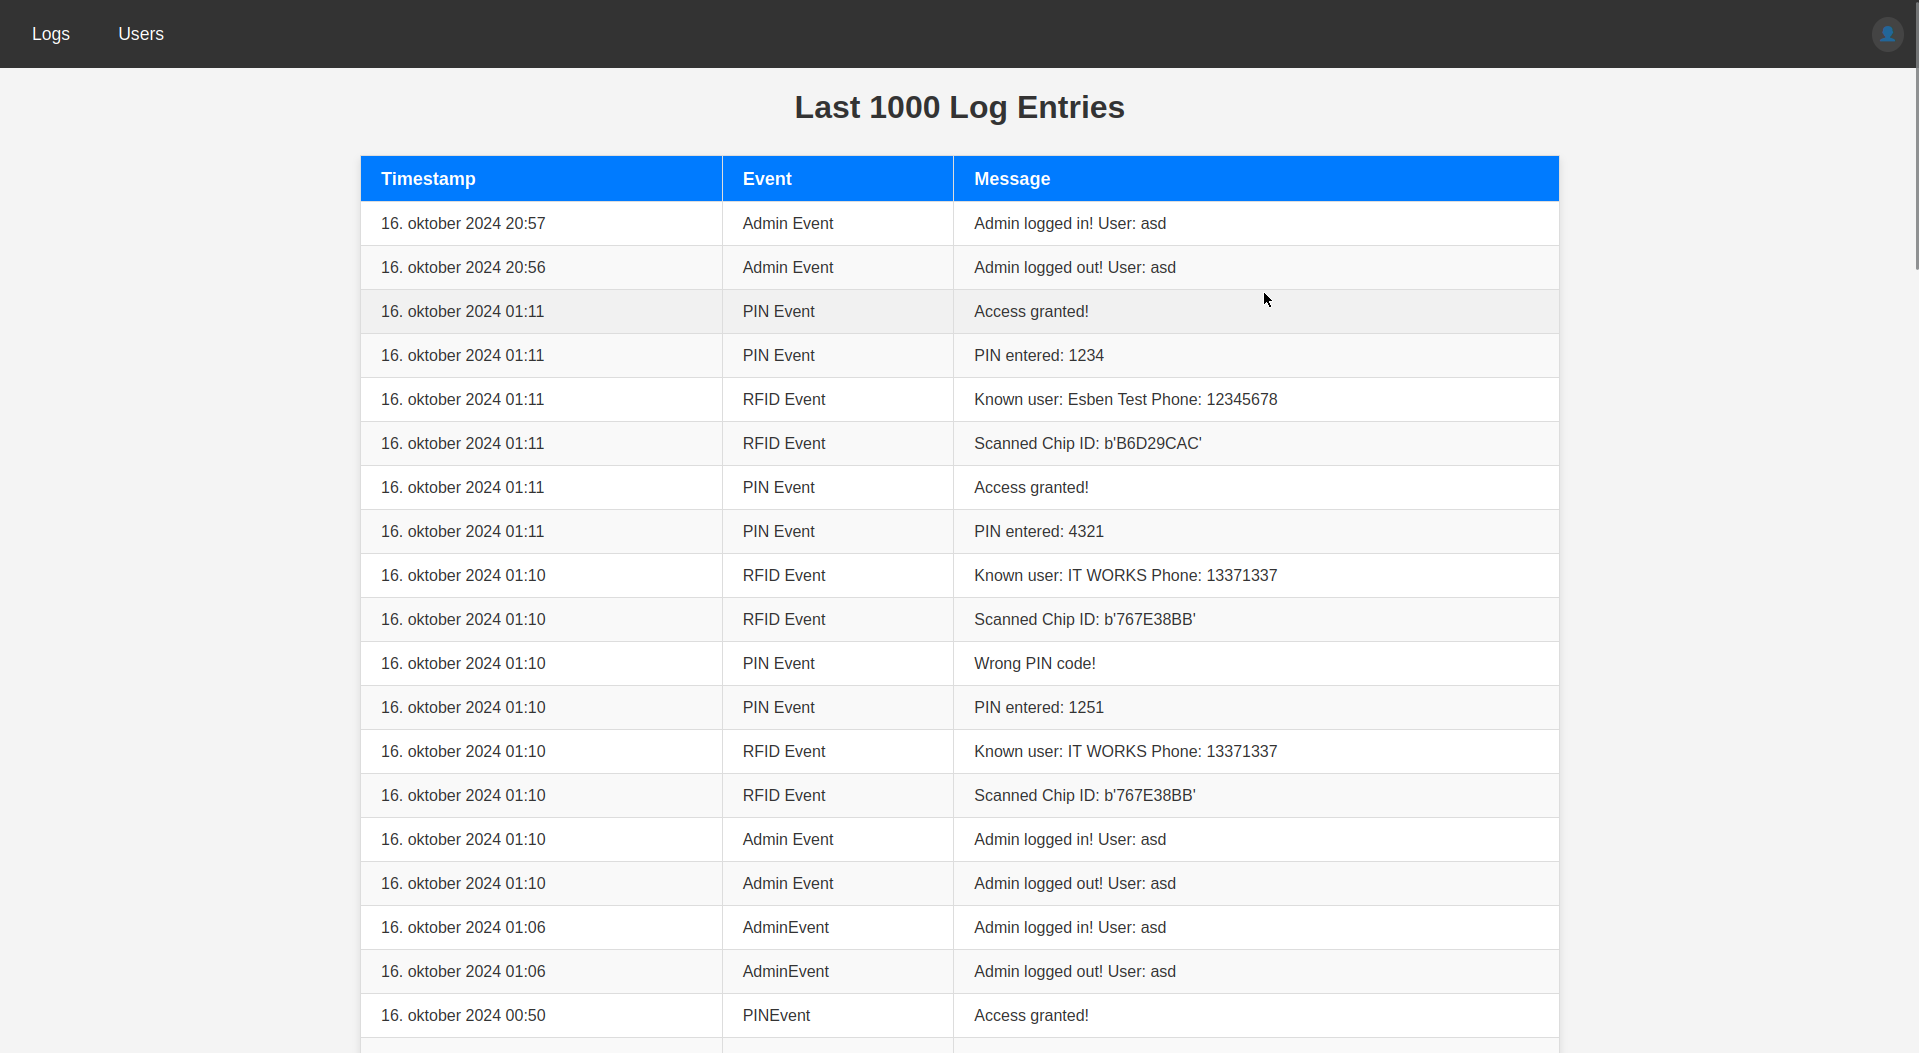 Logs Users
Last 1000 Log Entries
Timestamp Event Message
16. oktober 2024 20:57 Admin Event Admin logged in! User: asd
16. oktober 2024 20:56 Admin Event Admin logged out! User: asd
16. oktober 2024 01:11 PIN Event Access granted!
16. oktober 2024 01:11 PIN Event PIN entered: 1234
16. oktober 2024 01:11 RFID Event Known user: Esben Test Phone: 12345678
16. oktober 2024 01:11 RFID Event Scanned Chip ID: b'B6D29CAC'
16. oktober 2024 01:11 PIN Event Access granted!
16. oktober 2024 01:11 PIN Event PIN entered: 4321
16. oktober 2024 01:10 RFID Event Known user: IT WORKS Phone: 13371337
16. oktober 2024 01:10 RFID Event Scanned Chip ID: b'767E38BB'
16. oktober 2024 01:10 PIN Event Wrong PIN code!
16. oktober 2024 01:10 PIN Event PIN entered: 1251
16. oktober 2024 01:10 RFID Event Known user: IT WORKS Phone: 13371337
16. oktober 2024 01:10 RFID Event Scanned Chip ID: b'767E38BB'
16. oktober 2024 01:10 Admin Event Admin logged in! User: asd
16. oktober 2024 01:10 Admin Event Admin logged out! User: asd
16. oktober 2024 01:06 AdminEvent Admin logged in! User: asd
16. oktober 2024 01:06 AdminEvent Admin logged out! User: asd
16. oktober 2024 00:50 PINEvent Access granted!